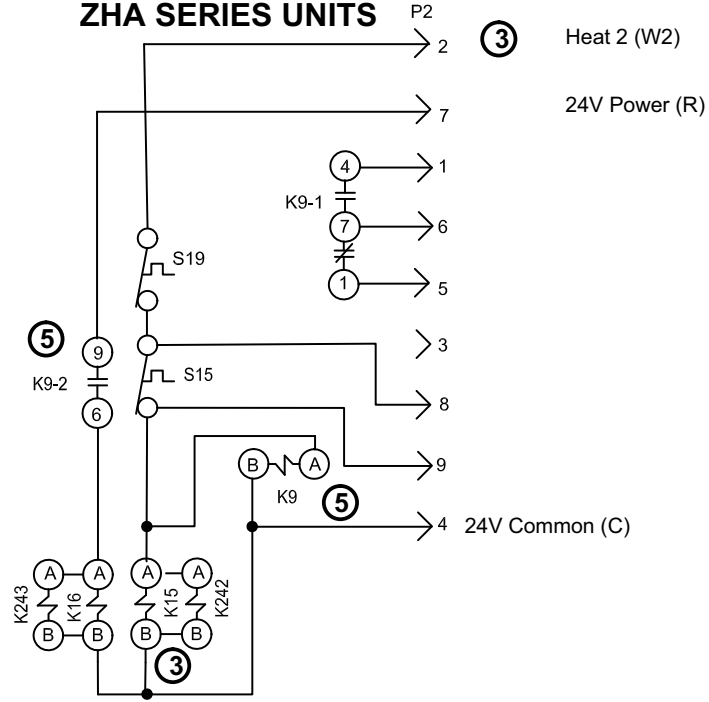 ZHA SERIES UNITS P2
2 3 Heat 2 (W2)
7 24V Power (R)
4 1
K9-1
7 6
S19
1 5
5 9 3
K9-2 S15
8
6
B A 9
K9 5
4 24V Common (C)
A A A A
K243 K16 K15 K242
B B B B
3